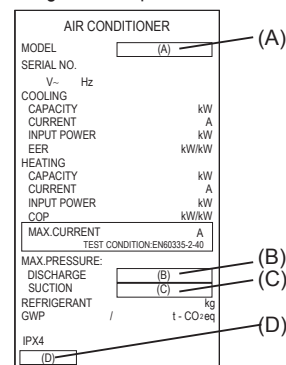 AIR CONDITIONER
MODEL (A) (A)
SERIAL NO.
V~ Hz
COOLING
CAPACITY kW
CURRENT A
INPUT POWER kW
EER kW/kW
HEATING
CAPACITY kW
CURRENT A
INPUT POWER kW
COP kW/kW
MAX.CURRENT A
TEST CONDITION:EN60335-2-40
MAX.PRESSURE:
DISCHARGE (B) (B)
SUCTION (C) (C)
REFRIGERANT kg
GWP / t - CO2eq
IPX4
(D) (D)